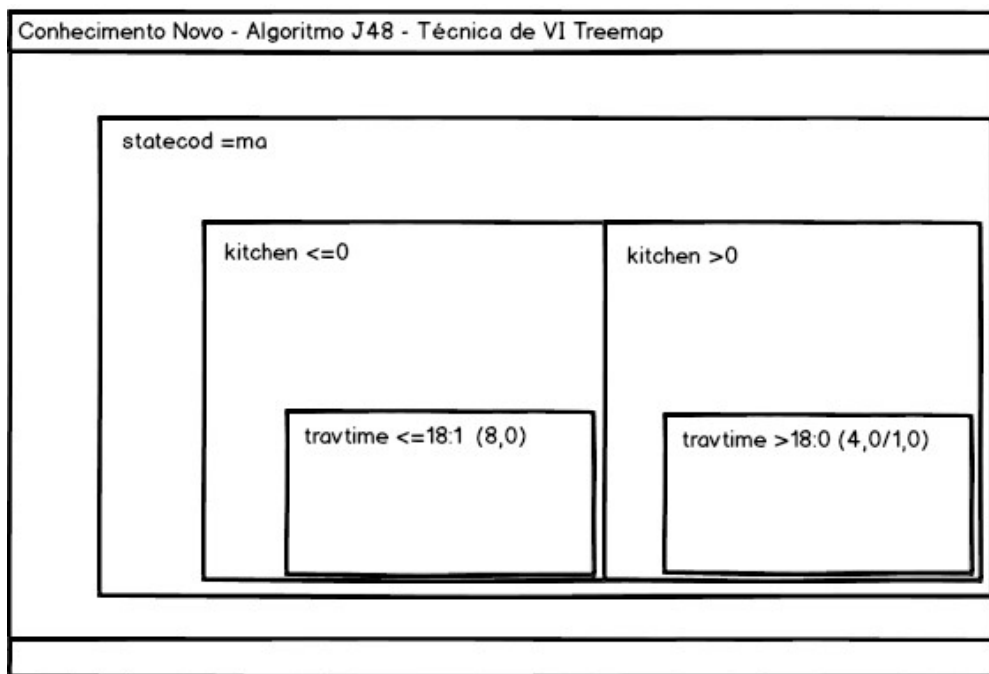 Conhecimento Novo - Algoritmo J48 - Técnica de VI Treemap
statecod =ma
kitchen <=0
kitchen >0
travtime <=18:1 (8,0)
travtime >18:0 (4,0/1,0)